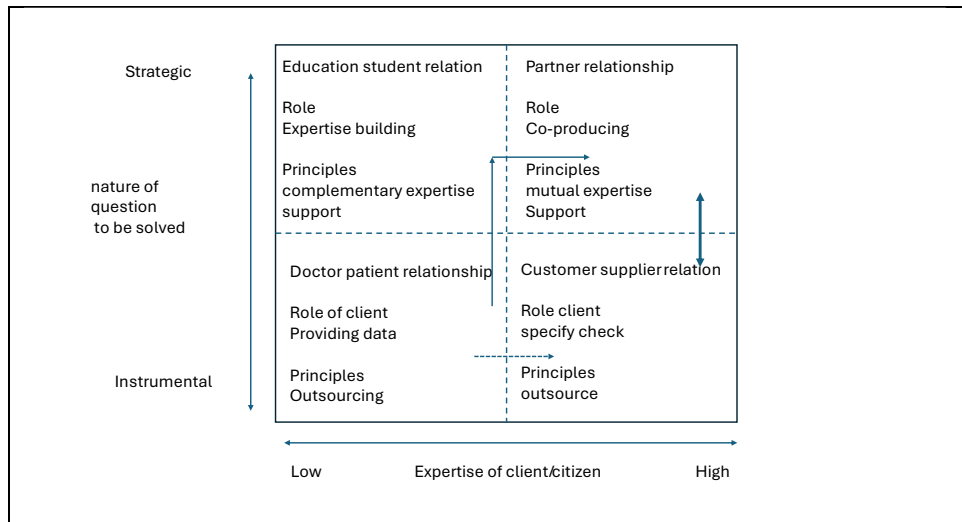 Strategic
nature of
question
to be solved
Instrumental
Education student relation
Role
Expertise building
Principles
complementary expertise
support
Partner relationship
Role
Co-producing
Principles
mutual expertise
Support
Doctor patient relationship
Role of client
Providing data
Principles
Outsourcing
Customer supplier relation
Role client
specify check
Principles
outsource
Low
Expertise of client/citizen
High